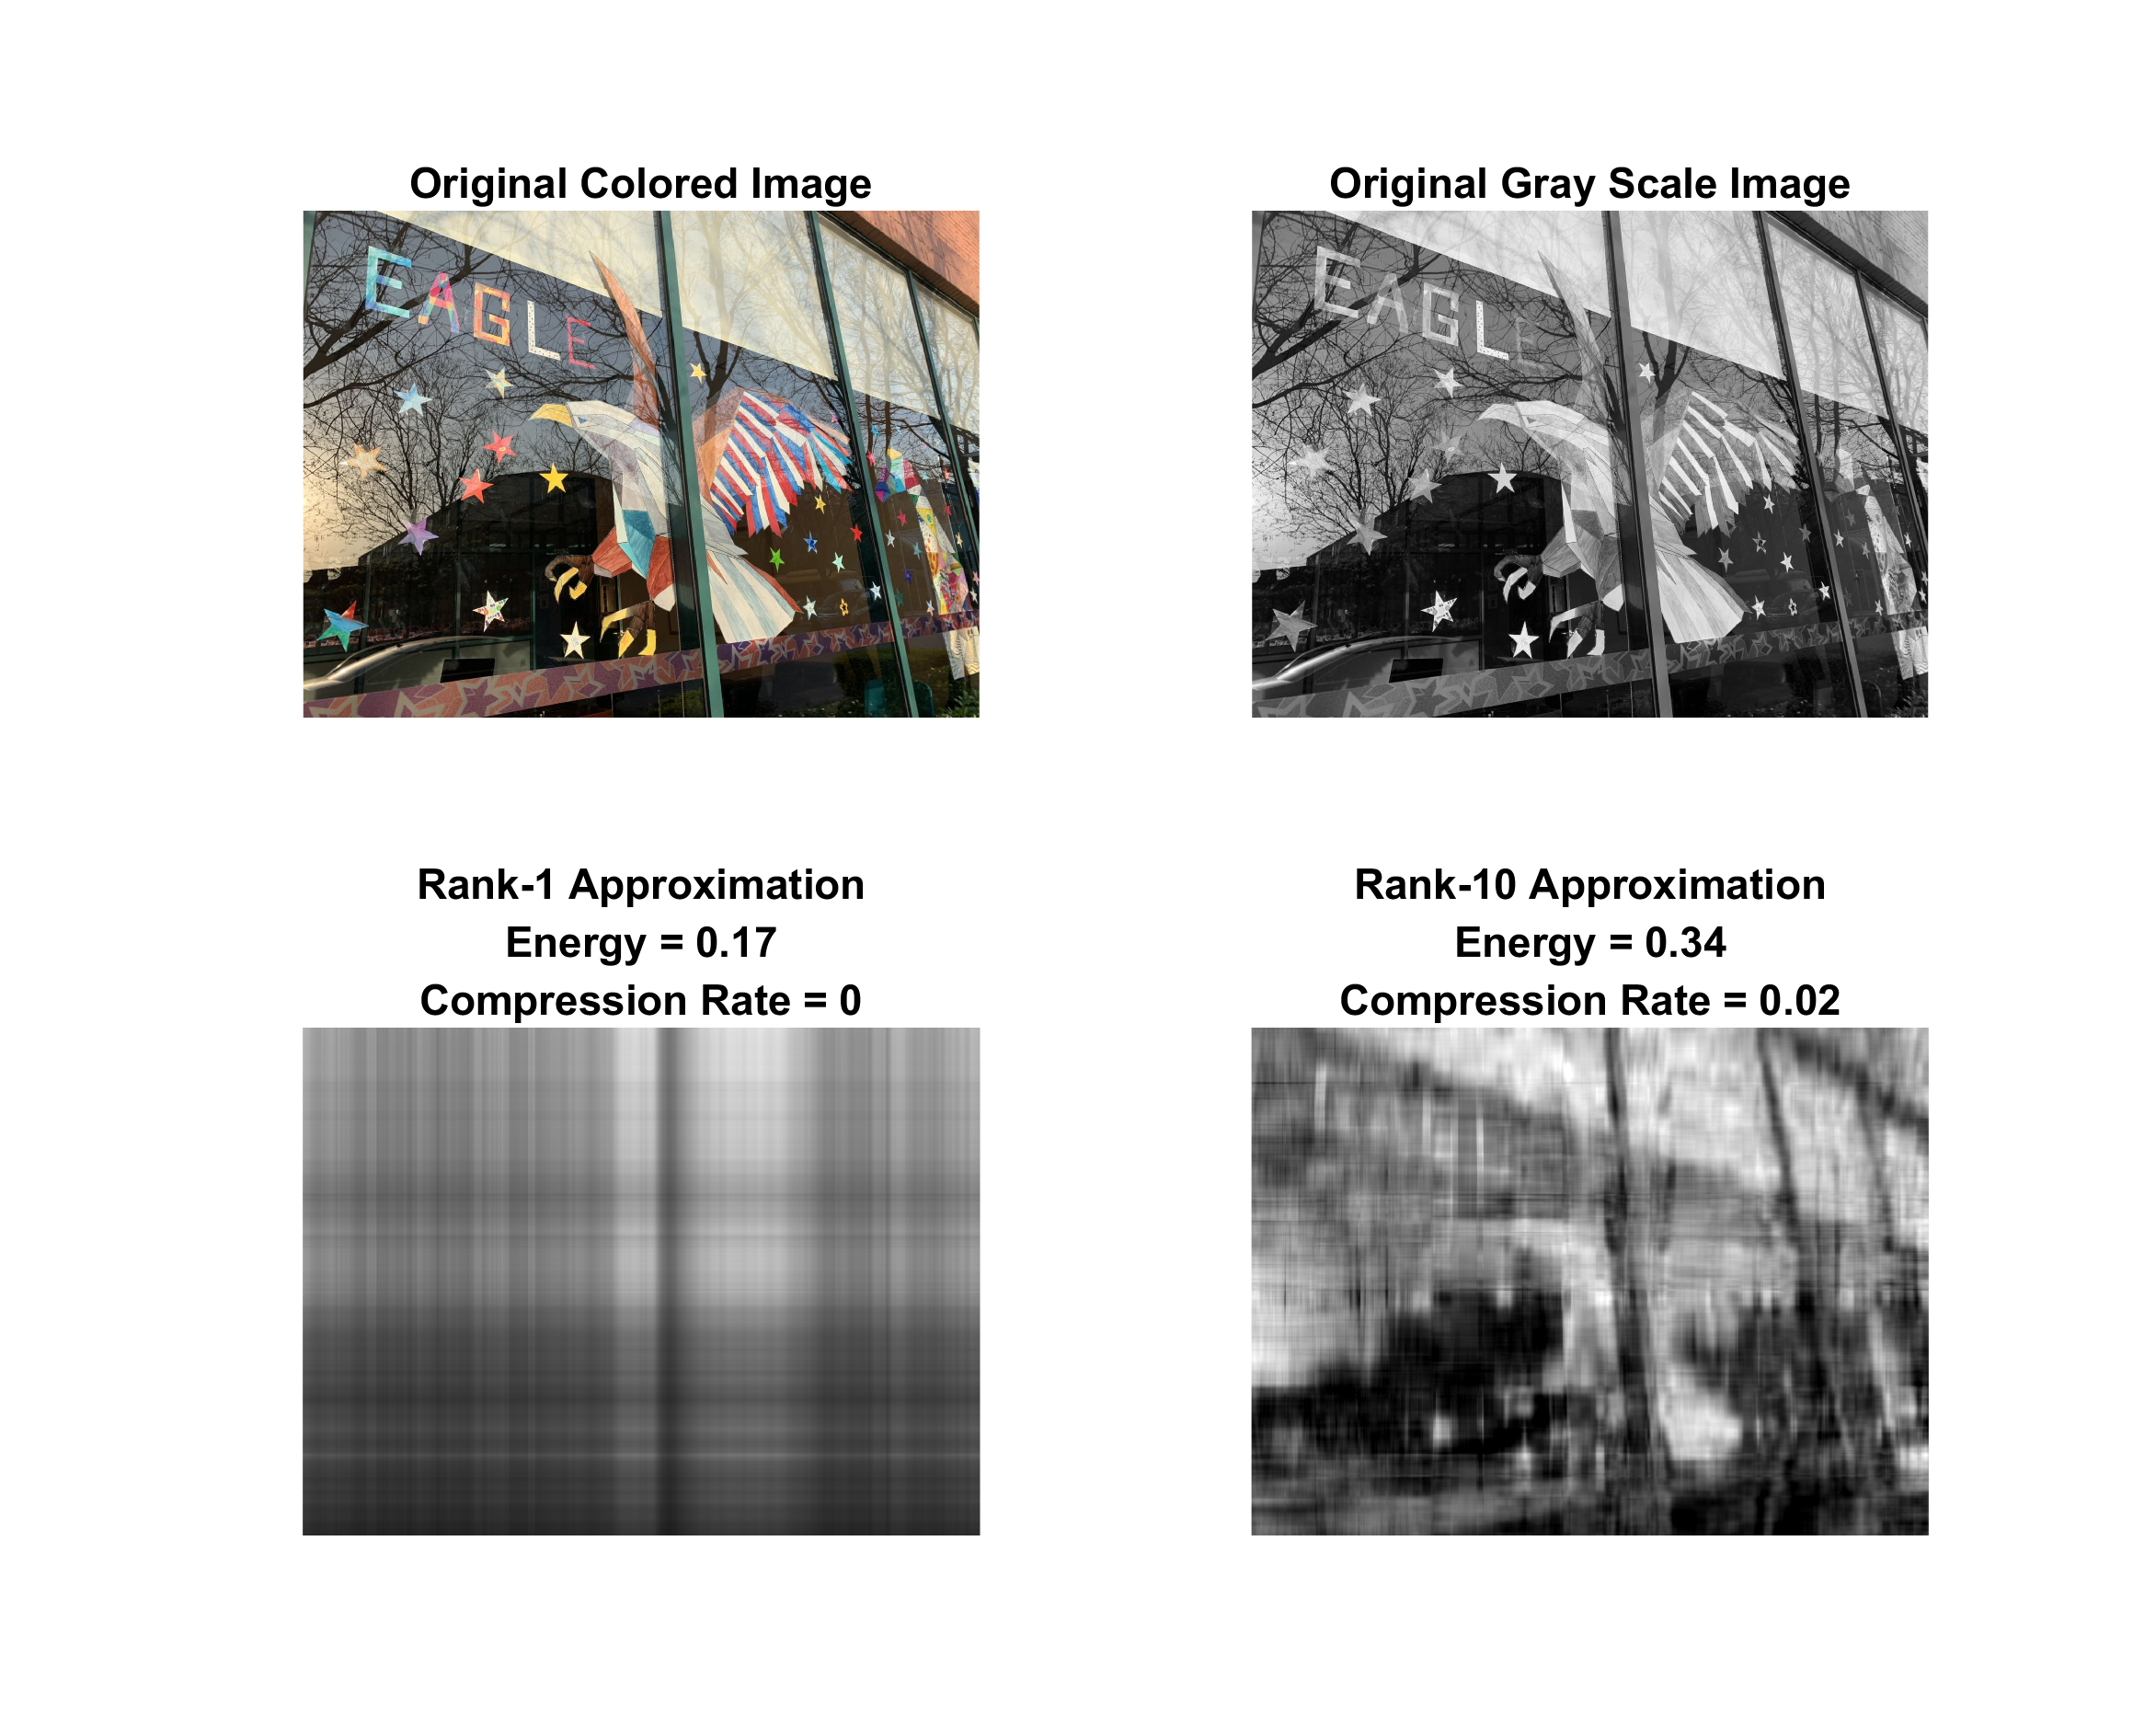 Original Colored Image
EAGLE
Original Gray Scale Image
EAGLE
Rank-1 Approximation
Energy = 0.17
Compression Rate = 0
Rank-10 Approximation
Energy = 0.34
Compression Rate = 0.02